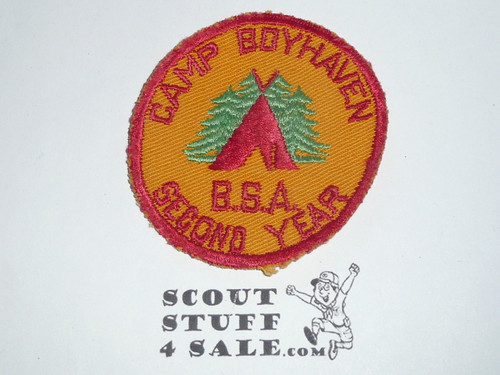 CAMP BOYHAVEN
B.S.A.
SECOND YEAR
SCOUT
STUFF
4 SALE.COM